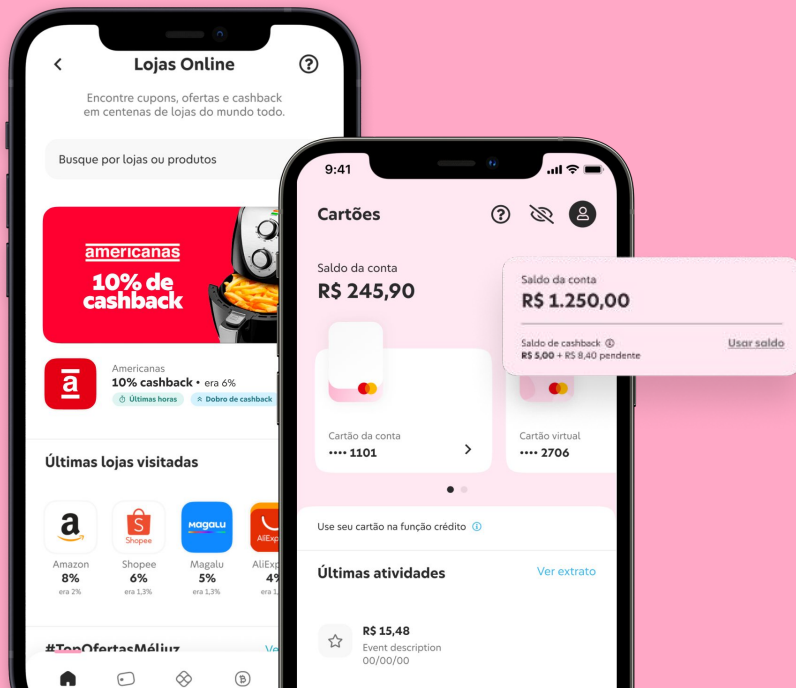 Lojas Online
Encontre cupons, ofertas e cashback
em centenas de lojas do mundo todo.
Busque por lojas ou produtos
americanas
10% de
cashback
a
Americanas
10% cashback • era 6%
Últimas horas
Dobro de cashback
Últimas lojas visitadas
a
S
Shopee
Magalu
Amazon
Shopee
Magalu
8%
6%
5%
era 2%
era 1,3%
era 1,3%
#TopOfertasMéliuz
9:41
Cartões
Saldo da conta
R$ 245,90
Cartão da conta
•••• 1101
Cartão virtual
•••• 2706
Use seu cartão na função crédito
Últimas atividades
Ver extrato
R$ 15,48
Event description
00/00/00
Saldo da conta
R$ 1.250,00
Saldo de cashback
Usar saldo
R$ 5,00 + R$ 8,40 pendente